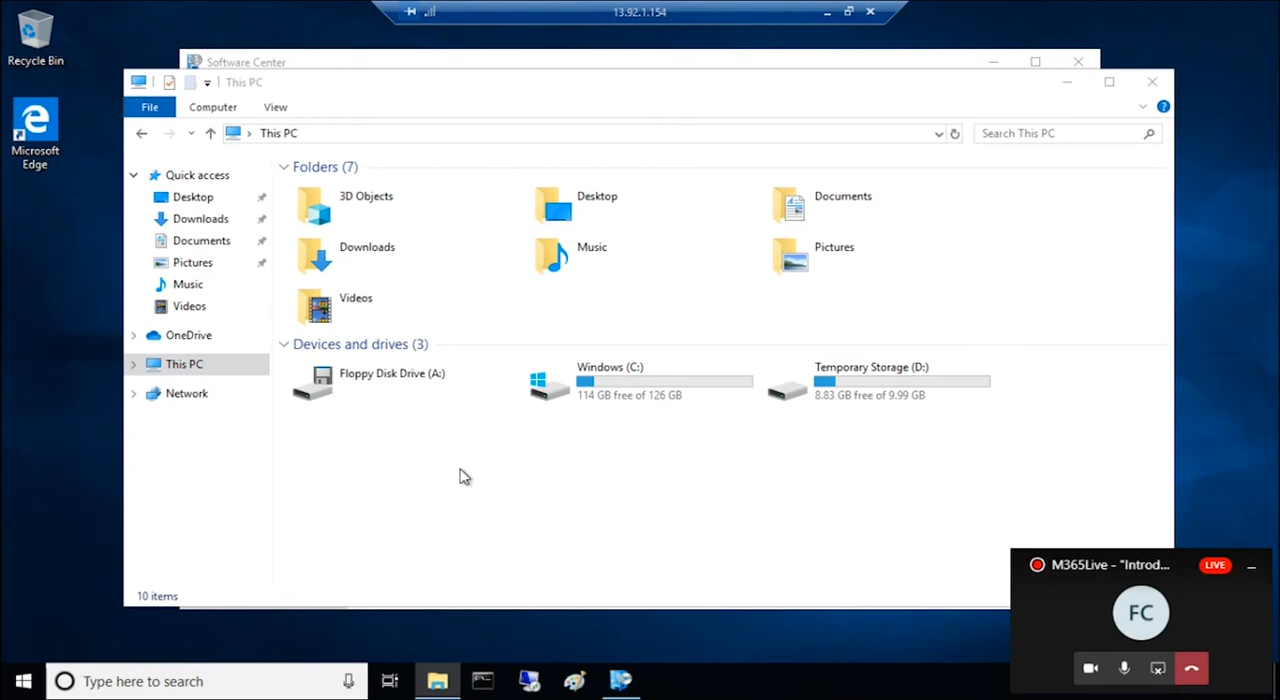 13.92.1.154
Recycle Bin
Software Center
This PC
File
Computer
View
This PC
Search This PC
Microsoft
Edge
Quick access
Desktop
Downloads
Documents
Pictures
Music
Videos
OneDrive
This PC
Network
Folders (7)
3D Objects
Desktop
Documents
Downloads
Music
Pictures
Videos
Devices and drives (3)
Floppy Disk Drive (A:)
Windows (C:)
114 GB free of 126 GB
Temporary Storage (D:)
8.83 GB free of 9.99 GB
10 items
M365Live - "Introd...
LIVE
FC
Type here to search